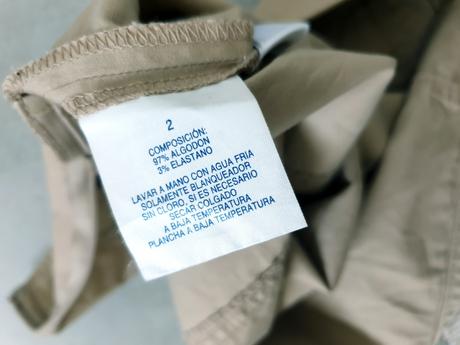 2
COMPOSICIÓN:
97% ALGODON
3% ELASTANO
LAVAR A MANO CON AGUA FRIA
SOLAMENTE BLANQUEADOR
SIN CLORO, SI ES NECESARIO
SECAR COLGADO
A BAJA TEMPERATURA
PLANCHA A BAJA TEMPERATURA